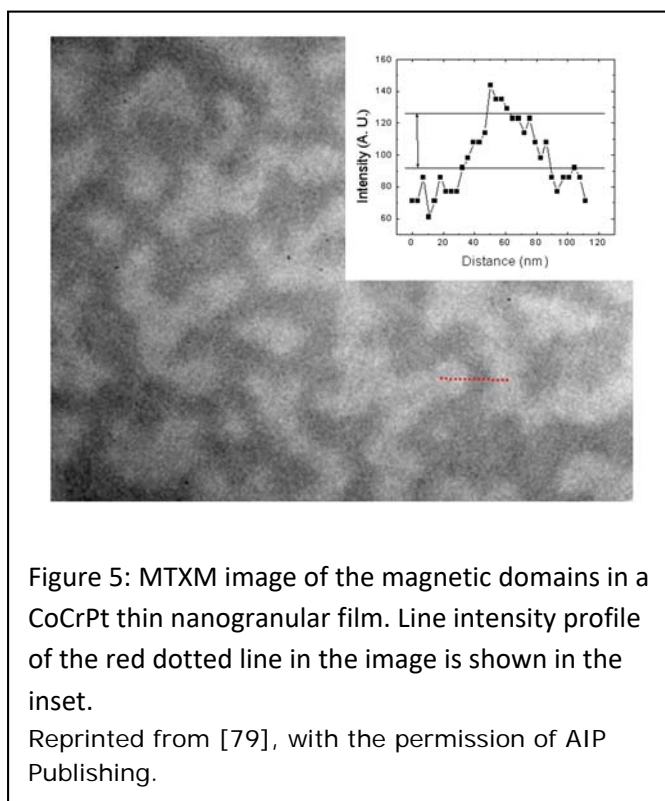 160
140
120
100
80
60
Intensity (A. U.)
0 20 40 60 80 100 120
Distance (nm)
Figure 5: MTXM image of the magnetic domains in a
CoCrPt thin nanogranular film. Line intensity profile
of the red dotted line in the image is shown in the
inset.
Reprinted from [79], with the permission of AIP
Publishing.